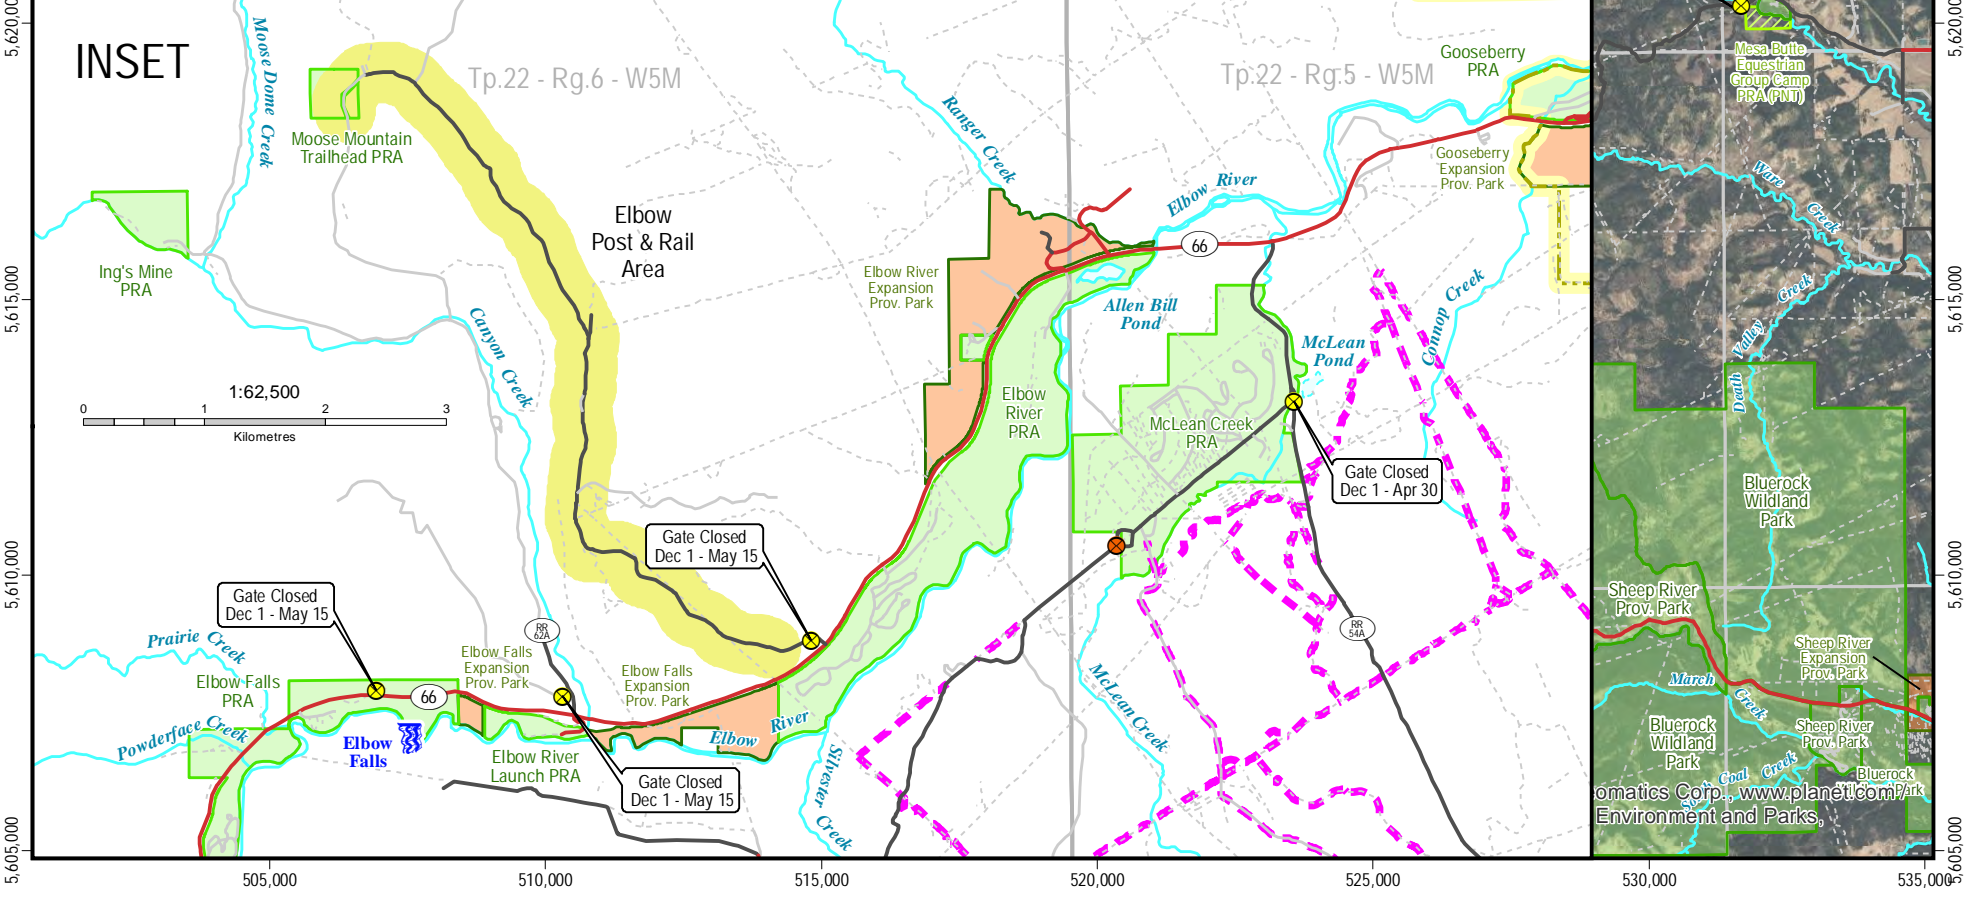 INSET
5,620,000
5,615,000
5,610,000
5,605,000
Moose Dome Creek
Tp.22 - Rg.6 - W5M
Tp.22 - Rg.5 - W5M
Moose Mountain
Trailhead PRA
Ing's Mine
PRA
Elbow
Post & Rail
Area
Canyon Creek
1:62,500
0 1 2 3
Kilometres
Ranger Creek
Elbow River
66
Gooseberry
PRA
Gooseberry
Expansion
Prov. Park
Elbow River
Expansion
Prov. Park
Allen Bill
Pond
McLean
Pond
Connop Creek
Elbow
River
PRA
McLean Creek
PRA
Gate Closed
Dec 1 - Apr 30
Gate Closed
Dec 1 - May 15
Gate Closed
Dec 1 - May 15
Prairie Creek
Elbow Falls
PRA
Powderface Creek
66
Elbow
Falls
Elbow Falls
Expansion
Prov. Park
RR
62A
Elbow Falls
Expansion
Prov. Park
Elbow River
Launch PRA
Gate Closed
Dec 1 - May 15
Elbow River
Silvester Creek
McLean Creek
RR
54A
Mesa Butte
Equestrian
Group Camp
PRA (PNT)
Ware Creek
Death Valley Creek
Bluerock
Wildland
Park
Sheep River
Prov. Park
Sheep River
Expansion
Prov. Park
March Creek
Bluerock
Wildland
Park
Sheep River
Prov. Park
Coal Creek
Bluerock
omatics Corp., www.planet.com/
Environment and Parks,
5,615,000
5,610,000
5,605,000
505,000
510,000
515,000
520,000
525,000
530,000
535,000